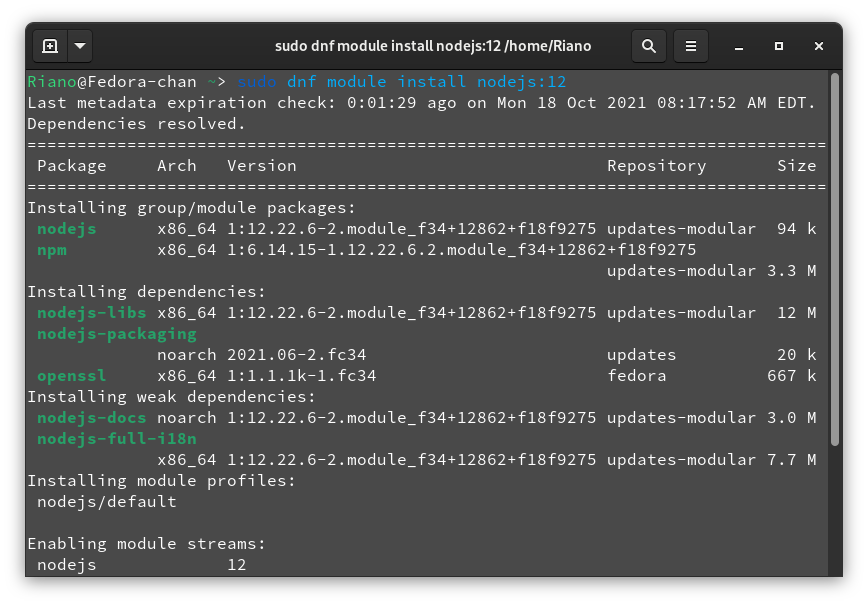 sudo dnf module install nodejs:12 /home/Riano
Riano@Fedora-chan ~> sudo dnf module install nodejs:12
Last metadata expiration check: 0:01:29 ago on Mon 18 Oct 2021 08:17:52 AM EDT.
Dependencies resolved.
================================================================================
 Package     Arch   Version                               Repository       Size
================================================================================
Installing group/module packages:
 nodejs      x86_64 1:12.22.6-2.module_f34+12862+f18f9275 updates-modular  94 k
 npm         x86_64 1:6.14.15-1.12.22.6.2.module_f34+12862+f18f9275
                                                          updates-modular 3.3 M
Installing dependencies:
 nodejs-libs x86_64 1:12.22.6-2.module_f34+12862+f18f9275 updates-modular  12 M
 nodejs-packaging
             noarch 2021.06-2.fc34                        updates          20 k
 openssl     x86_64 1:1.1.1k-1.fc34                       fedora          667 k
Installing weak dependencies:
 nodejs-docs noarch 1:12.22.6-2.module_f34+12862+f18f9275 updates-modular 3.0 M
 nodejs-full-i18n
             x86_64 1:12.22.6-2.module_f34+12862+f18f9275 updates-modular 7.7 M
Installing module profiles:
 nodejs/default

Enabling module streams:
 nodejs             12